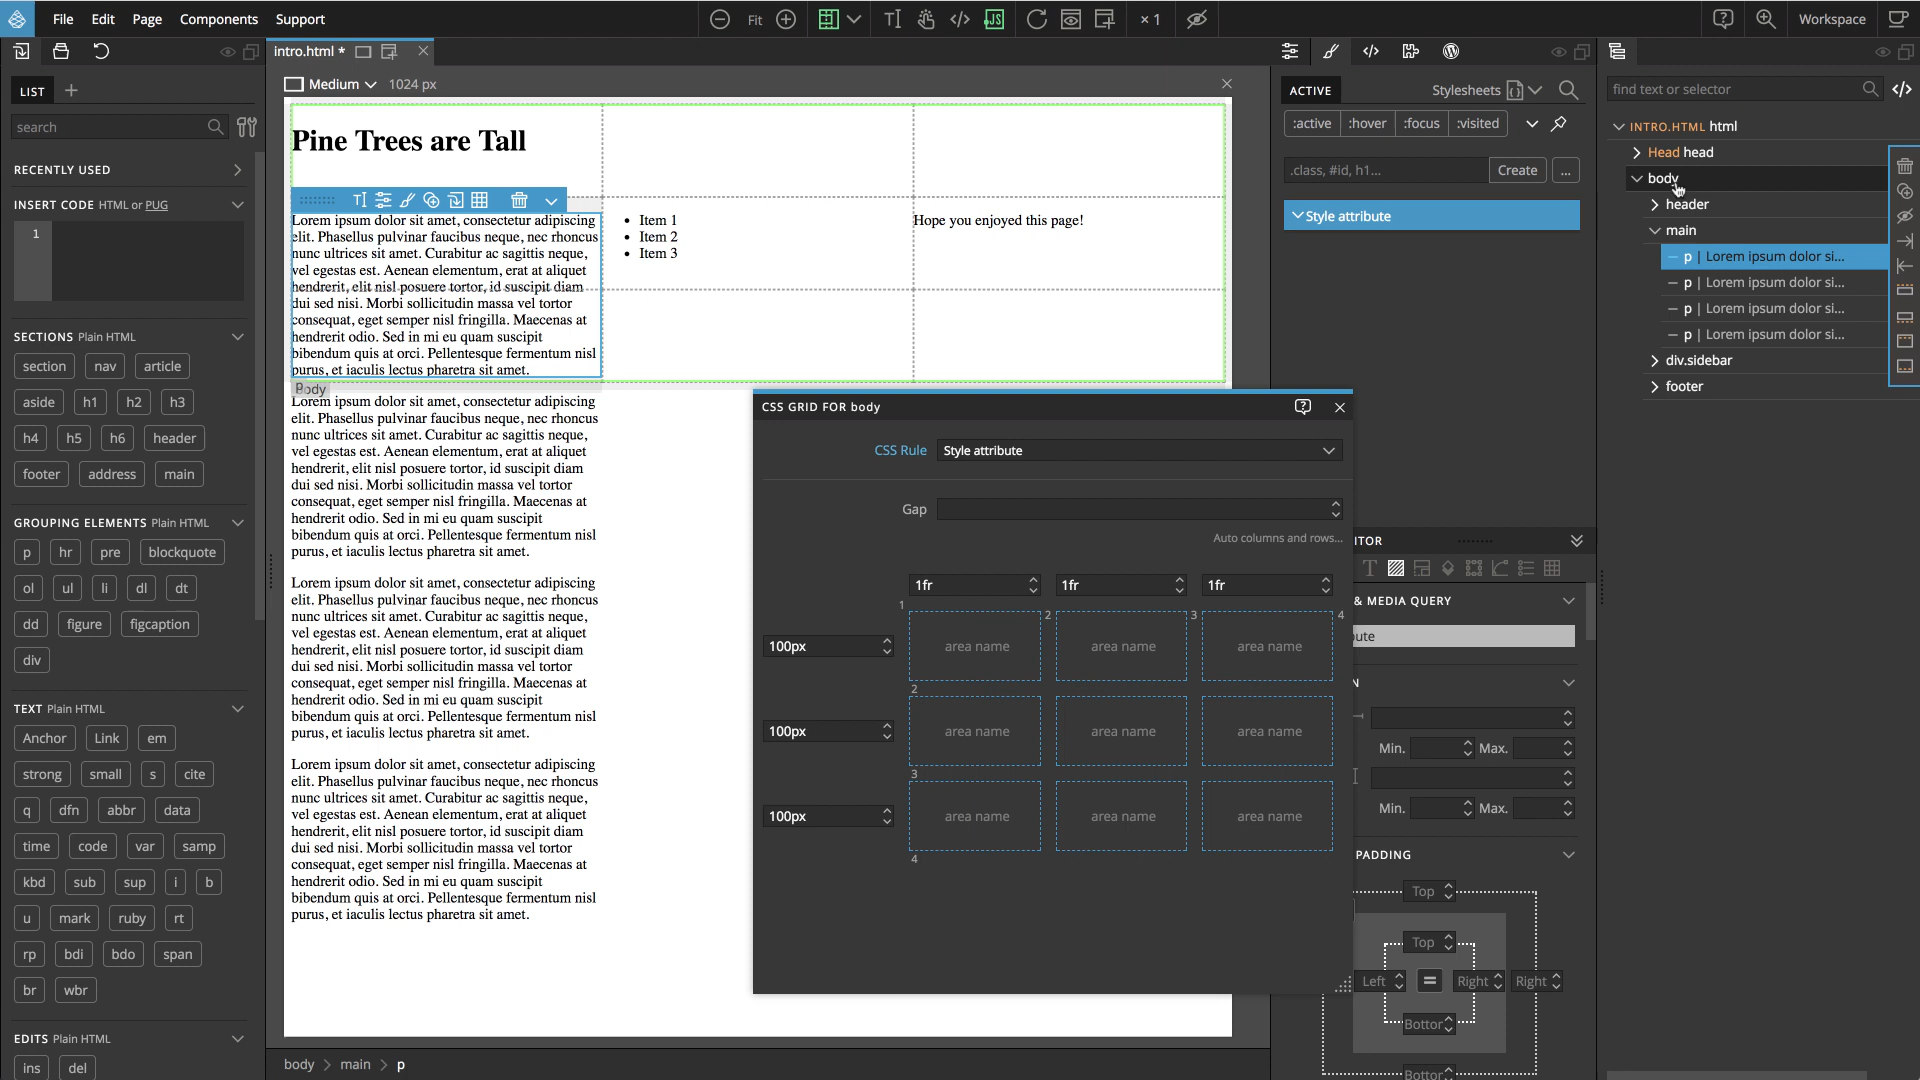 File Edit Page Components Support
Fit
× 1
Workspace
intro.html *
LIST
search
RECENTLY USED
INSERT CODE HTML or PUG
1
SECTIONS Plain HTML
section nav article
aside h1 h2 h3
h4 h5 h6 header
footer address main
GROUPING ELEMENTS Plain HTML
p hr pre blockquote
ol ul li dl dt
dd figure figcaption
div
TEXT Plain HTML
Anchor Link em
strong small s cite
q dfn abbr data
time code var samp
kbd sub sup i b
u mark ruby rt
rp bdi bdo span
br wbr
EDITS Plain HTML
ins del
Medium 1024 px
Pine Trees are Tall
Lorem ipsum dolor sit amet, consectetur adipiscing
elit. Phasellus pulvinar faucibus neque, nec rhoncus
nunc ultrices sit amet. Curabitur ac sagittis neque,
vel egestas est. Aenean elementum, erat at aliquet
hendrerit, elit nisl posuere tortor, id suscipit diam
dui sed nisi. Morbi sollicitudin massa vel tortor
consequat, eget semper nisl fringilla. Maecenas at
hendrerit odio. Sed in mi eu quam suscipit
bibendum quis at orci. Pellentesque fermentum nisl
purus, et iaculis lectus pharetra sit amet.
Item 1
Item 2
Item 3
Hope you enjoyed this page!
Body
Lorem ipsum dolor sit amet, consectetur adipiscing
elit. Phasellus pulvinar faucibus neque, nec rhoncus
nunc ultrices sit amet. Curabitur ac sagittis neque,
vel egestas est. Aenean elementum, erat at aliquet
hendrerit, elit nisl posuere tortor, id suscipit diam
dui sed nisi. Morbi sollicitudin massa vel tortor
consequat, eget semper nisl fringilla. Maecenas at
hendrerit odio. Sed in mi eu quam suscipit
bibendum quis at orci. Pellentesque fermentum nisl
purus, et iaculis lectus pharetra sit amet.
Lorem ipsum dolor sit amet, consectetur adipiscing
elit. Phasellus pulvinar faucibus neque, nec rhoncus
nunc ultrices sit amet. Curabitur ac sagittis neque,
vel egestas est. Aenean elementum, erat at aliquet
hendrerit, elit nisl posuere tortor, id suscipit diam
dui sed nisi. Morbi sollicitudin massa vel tortor
consequat, eget semper nisl fringilla. Maecenas at
hendrerit odio. Sed in mi eu quam suscipit
bibendum quis at orci. Pellentesque fermentum nisl
purus, et iaculis lectus pharetra sit amet.
Lorem ipsum dolor sit amet, consectetur adipiscing
elit. Phasellus pulvinar faucibus neque, nec rhoncus
nunc ultrices sit amet. Curabitur ac sagittis neque,
vel egestas est. Aenean elementum, erat at aliquet
hendrerit, elit nisl posuere tortor, id suscipit diam
dui sed nisi. Morbi sollicitudin massa vel tortor
consequat, eget semper nisl fringilla. Maecenas at
hendrerit odio. Sed in mi eu quam suscipit
bibendum quis at orci. Pellentesque fermentum nisl
purus, et iaculis lectus pharetra sit amet.
body > main > p
CSS GRID FOR body
CSS Rule Style attribute
Gap
Auto columns and rows...
1fr 1fr 1fr
1 2 3 4
100px area name area name area name
2
100px area name area name area name
3
100px area name area name area name
4
ACTIVE Stylesheets
:active :hover :focus :visited
.class, #id, h1... Create ...
Style attribute
ITOR
& MEDIA QUERY
bute
N
Min. Max.
Min. Max.
PADDING
Top
Top
Left = Right Right
Bottor
Bottor
find text or selector
INTRO.HTML html
Head head
body
header
main
p | Lorem ipsum dolor si...
p | Lorem ipsum dolor si...
p | Lorem ipsum dolor si...
p | Lorem ipsum dolor si...
div.sidebar
footer